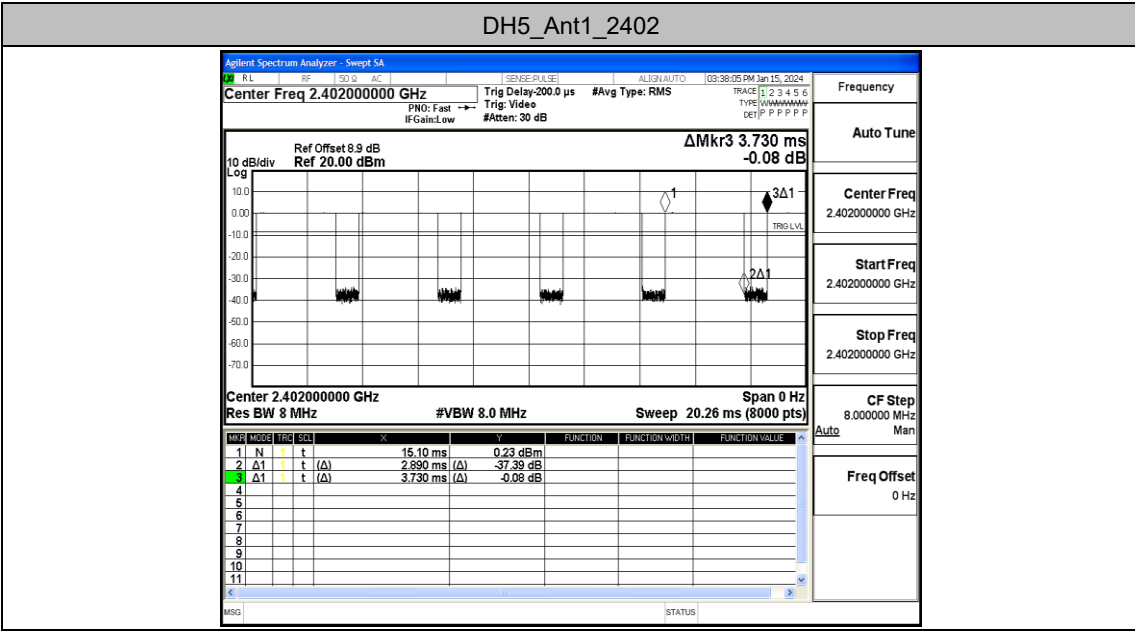 DH5_Ant1_2402
Agilent Spectrum Analyzer - Swept SA
LXI RL RF 50 Ω AC SENSE:PULSE ALIGN AUTO 03:38:05 PM Jan 15, 2024
Center Freq 2.402000000 GHz
PNO: Fast
IFGain:Low
Trig Delay-200.0 µs
Trig: Video
#Atten: 30 dB
#Avg Type: RMS
TRACE 1 2 3 4 5 6
TYPE
DET P P P P P P
ΔMkr3 3.730 ms
-0.08 dB
Ref Offset 8.9 dB
10 dB/div Ref 20.00 dBm
Log
10.0
0.00
-10.0
-20.0
-30.0
-40.0
-50.0
-60.0
-70.0
1
3Δ1
TRIG LVL
2Δ1
Center 2.402000000 GHz Span 0 Hz
Res BW 8 MHz #VBW 8.0 MHz Sweep 20.26 ms (8000 pts)
MKR MODE TRC SCL X Y FUNCTION FUNCTION WIDTH FUNCTION VALUE
1 N 1 t 15.10 ms 0.23 dBm
2 Δ1 1 t (Δ) 2.890 ms (Δ) -37.39 dB
3 Δ1 1 t (Δ) 3.730 ms (Δ) -0.08 dB
4
5
6
7
8
9
10
11
MSG STATUS
Frequency
Auto Tune
Center Freq
2.402000000 GHz
Start Freq
2.402000000 GHz
Stop Freq
2.402000000 GHz
CF Step
8.000000 MHz
Auto Man
Freq Offset
0 Hz